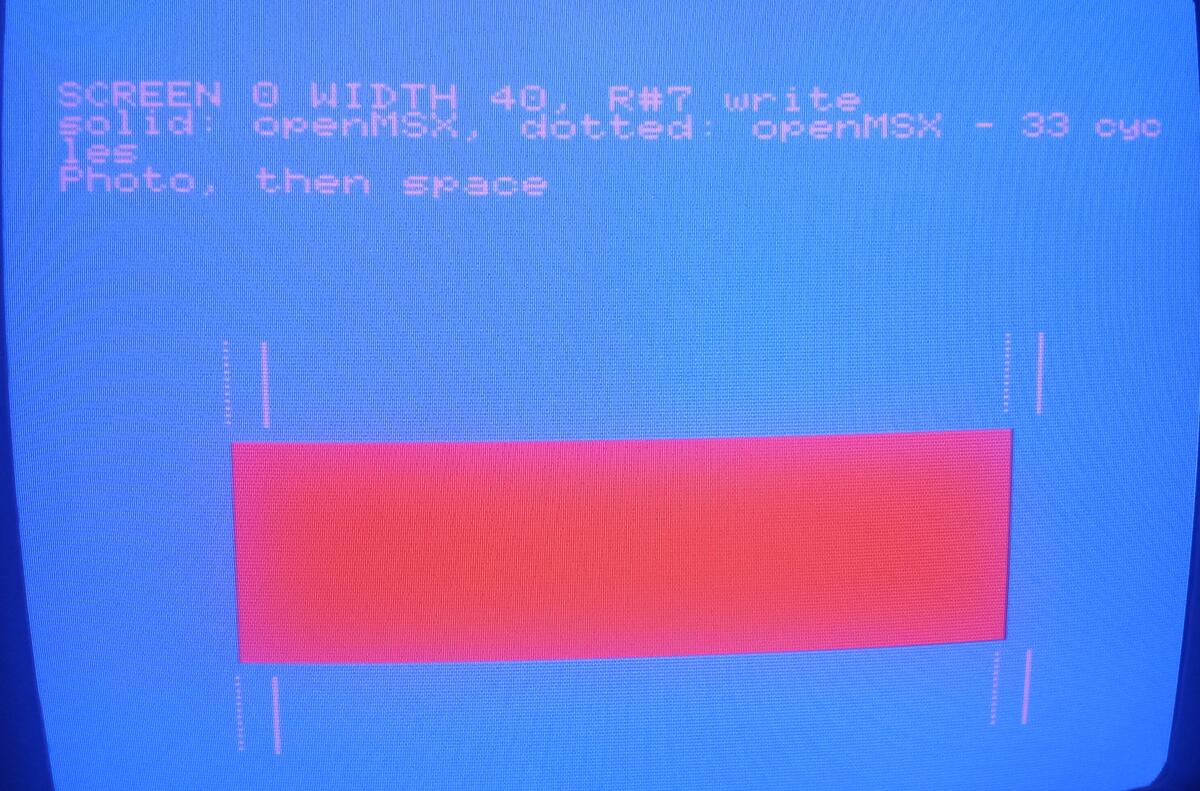 SCREEN 0 WIDTH 40, R#7 write
solid: openMSX, dotted: openMSX - 33 cyc
les
Photo, then space